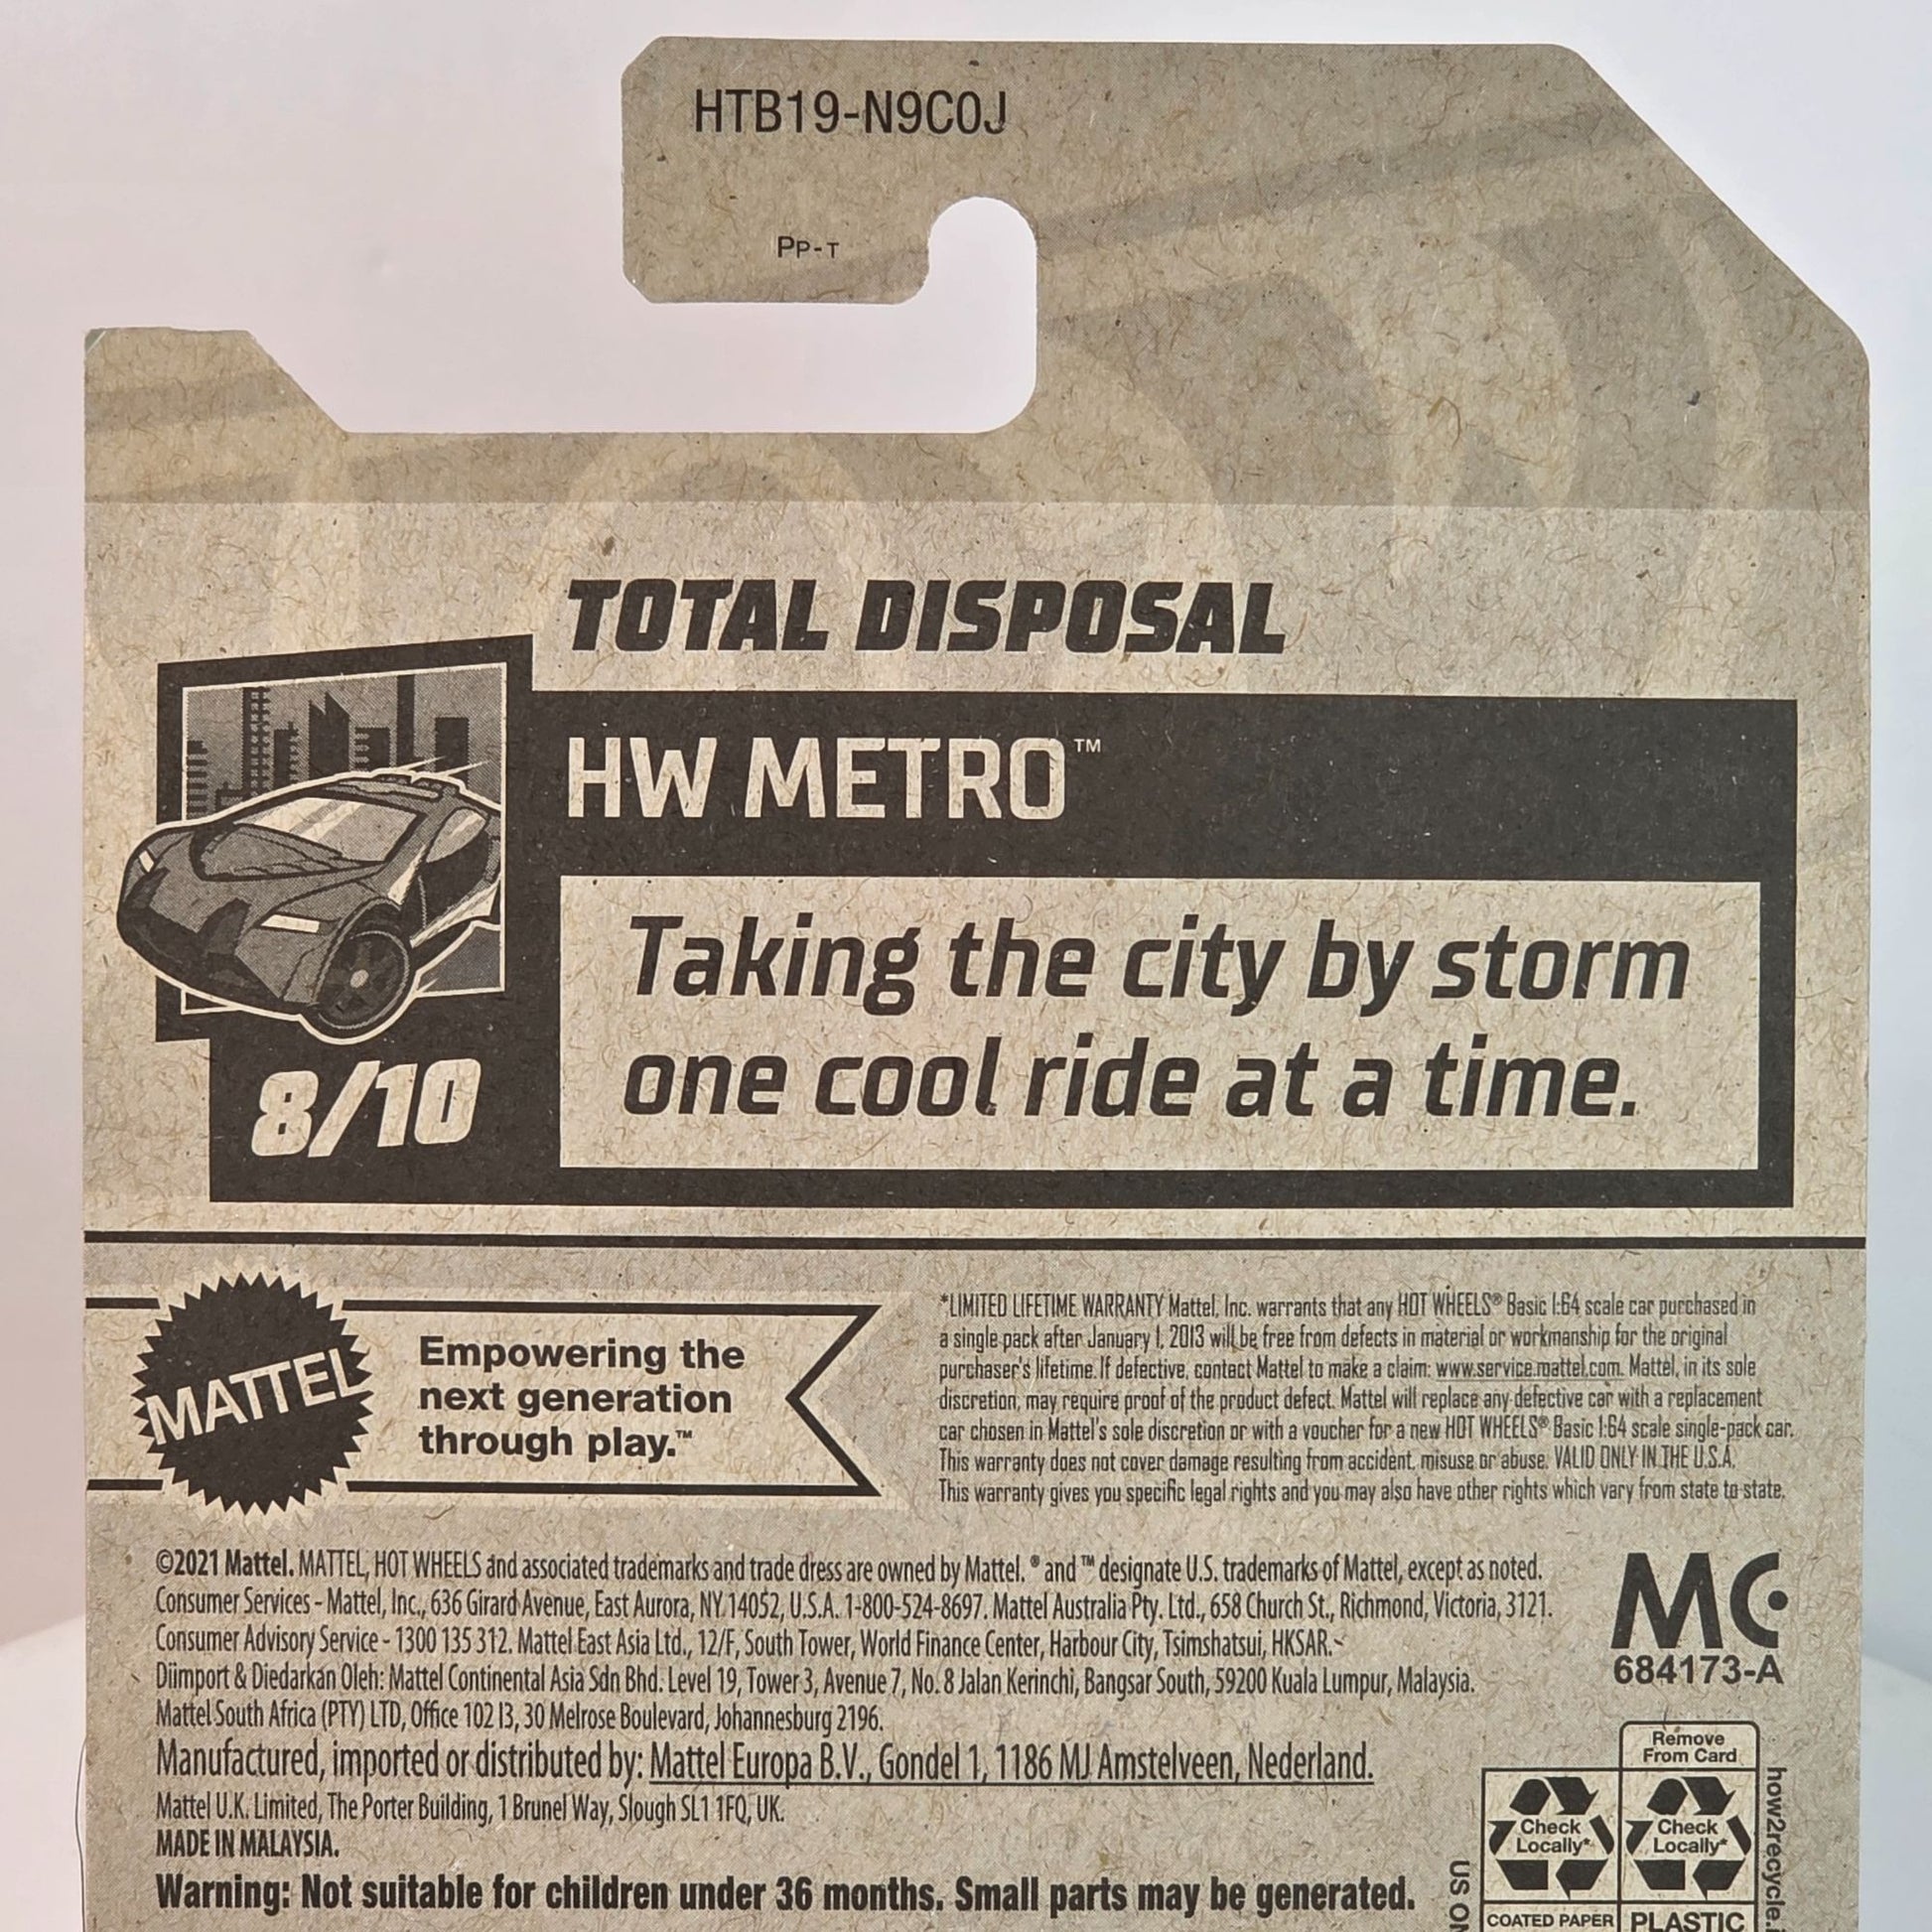 HTB19-N9C0J
PP-T
TOTAL DISPOSAL
HW METRO™
Taking the city by storm
one cool ride at a time.
8/10
MATTEL
Empowering the
next generation
through play.™
*LIMITED LIFETIME WARRANTY Mattel, Inc. warrants that any HOT WHEELS® Basic 1:64 scale car purchased in
a single pack after January 1, 2013 will be free from defects in material or workmanship for the original
purchaser's lifetime. If defective, contact Mattel to make a claim: www.service.mattel.com. Mattel, in its sole
discretion, may require proof of the product defect. Mattel will replace any defective car with a replacement
car chosen in Mattel's sole discretion or with a voucher for a new HOT WHEELS® Basic 1:64 scale single-pack car.
This warranty does not cover damage resulting from accident, misuse or abuse. VALID ONLY IN THE U.S.A.
This warranty gives you specific legal rights and you may also have other rights which vary from state to state.
©2021 Mattel. MATTEL, HOT WHEELS and associated trademarks and trade dress are owned by Mattel. ® and ™ designate U.S. trademarks of Mattel, except as noted.
Consumer Services - Mattel, Inc., 636 Girard Avenue, East Aurora, NY 14052, U.S.A. 1-800-524-8697. Mattel Australia Pty. Ltd., 658 Church St., Richmond, Victoria, 3121.
Consumer Advisory Service - 1300 135 312. Mattel East Asia Ltd., 12/F, South Tower, World Finance Center, Harbour City, Tsimshatsui, HKSAR.
Diimport & Diedarkan Oleh: Mattel Continental Asia Sdn Bhd. Level 19, Tower 3, Avenue 7, No. 8 Jalan Kerinchi, Bangsar South, 59200 Kuala Lumpur, Malaysia.
Mattel South Africa (PTY) LTD, Office 102 I3, 30 Melrose Boulevard, Johannesburg 2196.
Manufactured, imported or distributed by: Mattel Europa B.V., Gondel 1, 1186 MJ Amstelveen, Nederland.
Mattel U.K. Limited, The Porter Building, 1 Brunel Way, Slough SL1 1FQ, UK.
MADE IN MALAYSIA.
Warning: Not suitable for children under 36 months. Small parts may be generated.
MC
684173-A
Remove
From Card
Check
Locally*
Check
Locally*
COATED PAPER
PLASTIC
how2recycle.
US